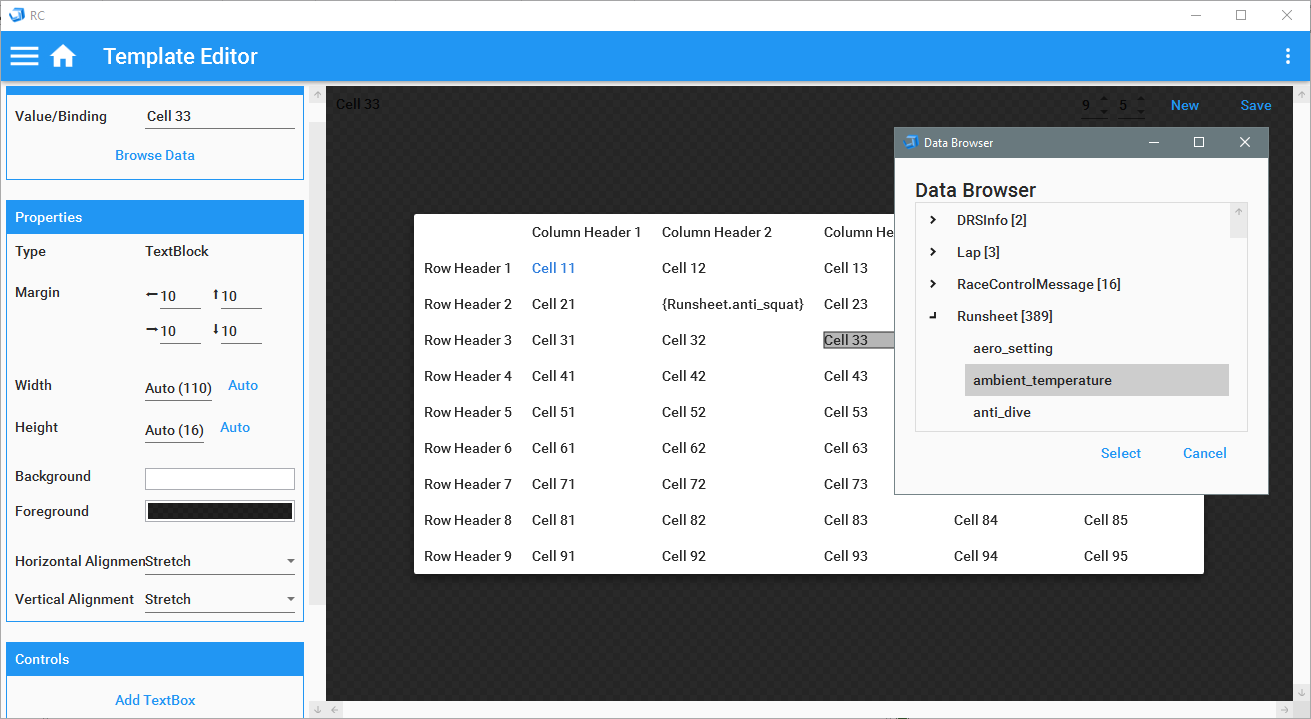 RC
Template Editor
Value/Binding Cell 33
Browse Data
Properties
Type TextBlock
Margin 10 10
10 10
Width Auto (110) Auto
Height Auto (16) Auto
Background
Foreground
Horizontal Alignmen Stretch
Vertical Alignment Stretch
Controls
Add TextBox
Cell 33 9 5 New Save
Column Header 1 Column Header 2 Column He
Row Header 1 Cell 11 Cell 12 Cell 13
Row Header 2 Cell 21 {Runsheet.anti_squat} Cell 23
Row Header 3 Cell 31 Cell 32 Cell 33
Row Header 4 Cell 41 Cell 42 Cell 43
Row Header 5 Cell 51 Cell 52 Cell 53
Row Header 6 Cell 61 Cell 62 Cell 63
Row Header 7 Cell 71 Cell 72 Cell 73
Row Header 8 Cell 81 Cell 82 Cell 83 Cell 84 Cell 85
Row Header 9 Cell 91 Cell 92 Cell 93 Cell 94 Cell 95
Data Browser
Data Browser
DRSInfo [2]
Lap [3]
RaceControlMessage [16]
Runsheet [389]
aero_setting
ambient_temperature
anti_dive
Select Cancel